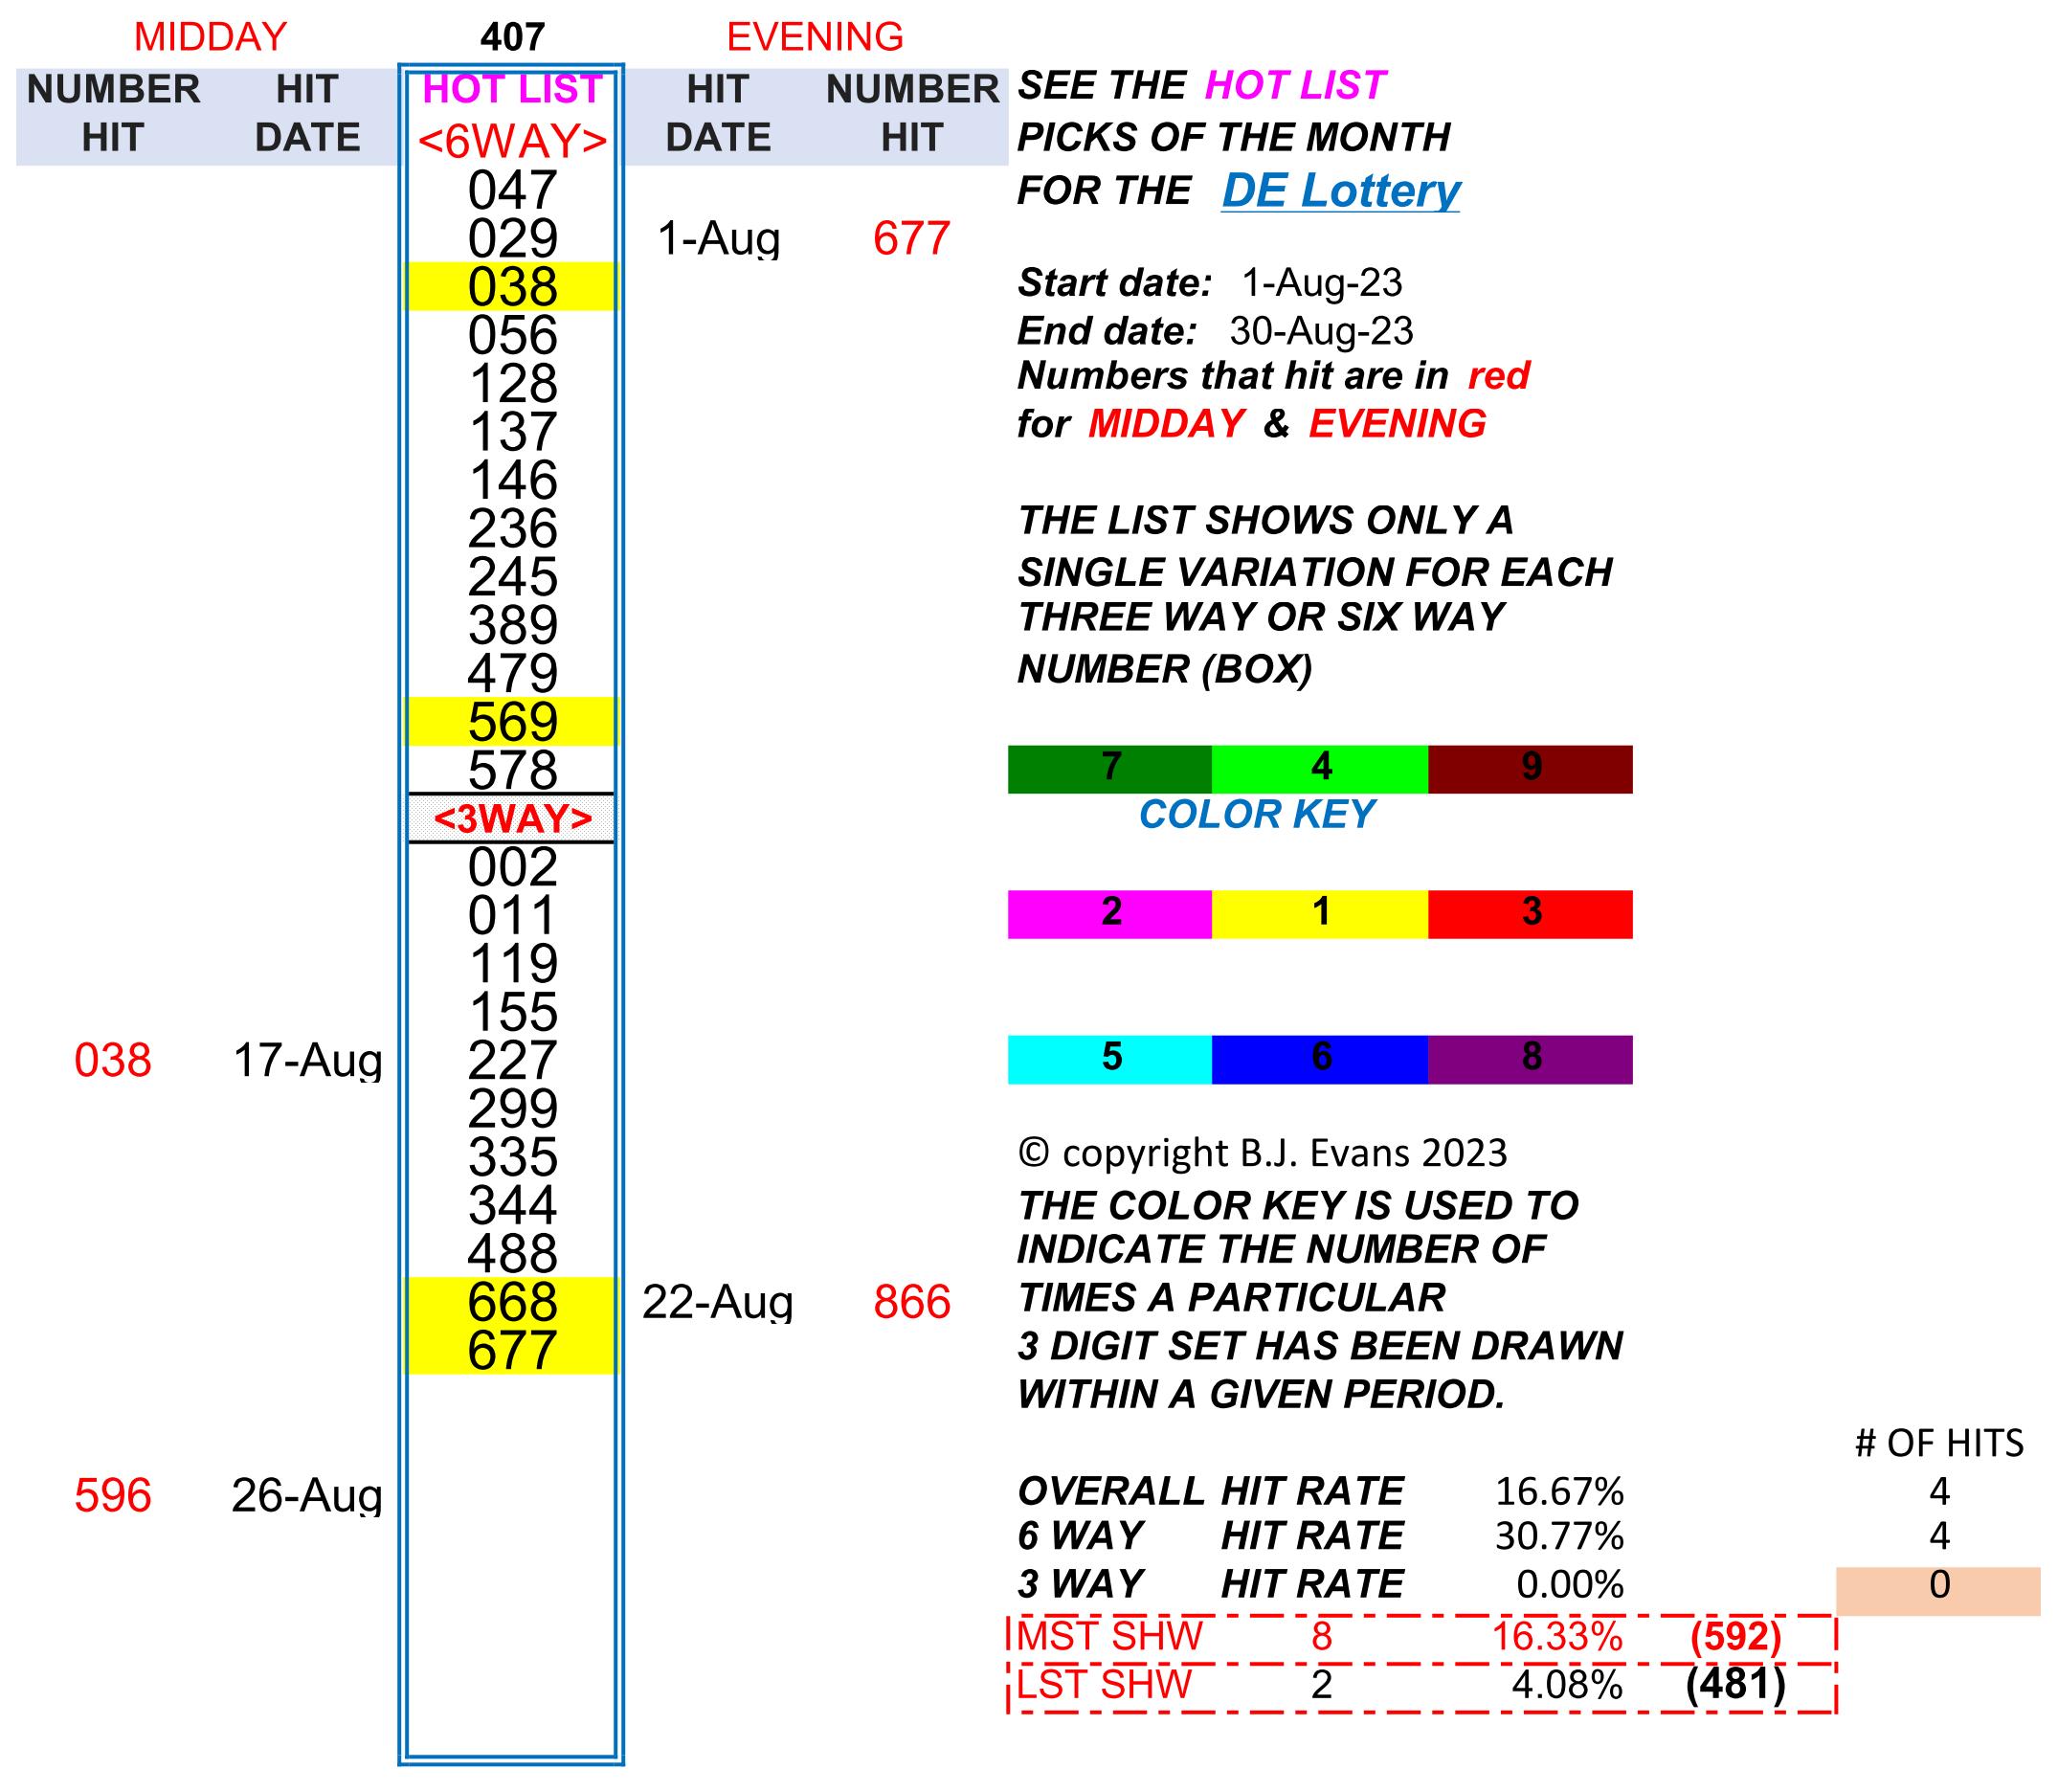 MIDDAY 407 EVENING
NUMBER HIT HOT LIST HIT NUMBER
HIT DATE <6WAY> DATE HIT
SEE THE HOT LIST
PICKS OF THE MONTH
047
FOR THE DE Lottery
029 1-Aug 677
038
Start date: 1-Aug-23
056
End date: 30-Aug-23
128
Numbers that hit are in red
137
for MIDDAY & EVENING
146
236
THE LIST SHOWS ONLY A
245
SINGLE VARIATION FOR EACH
389
THREE WAY OR SIX WAY
479
NUMBER (BOX)
569
578
7 4 9
<3WAY>
COLOR KEY
002
011
2 1 3
119
155
038 17-Aug 227
5 6 8
299
335
© copyright B.J. Evans 2023
344
THE COLOR KEY IS USED TO
488
INDICATE THE NUMBER OF
668 22-Aug 866
TIMES A PARTICULAR
677
3 DIGIT SET HAS BEEN DRAWN
WITHIN A GIVEN PERIOD.
# OF HITS
596 26-Aug
OVERALL HIT RATE 16.67% 4
6 WAY HIT RATE 30.77% 4
3 WAY HIT RATE 0.00% 0
MST SHW 8 16.33% (592)
LST SHW 2 4.08% (481)